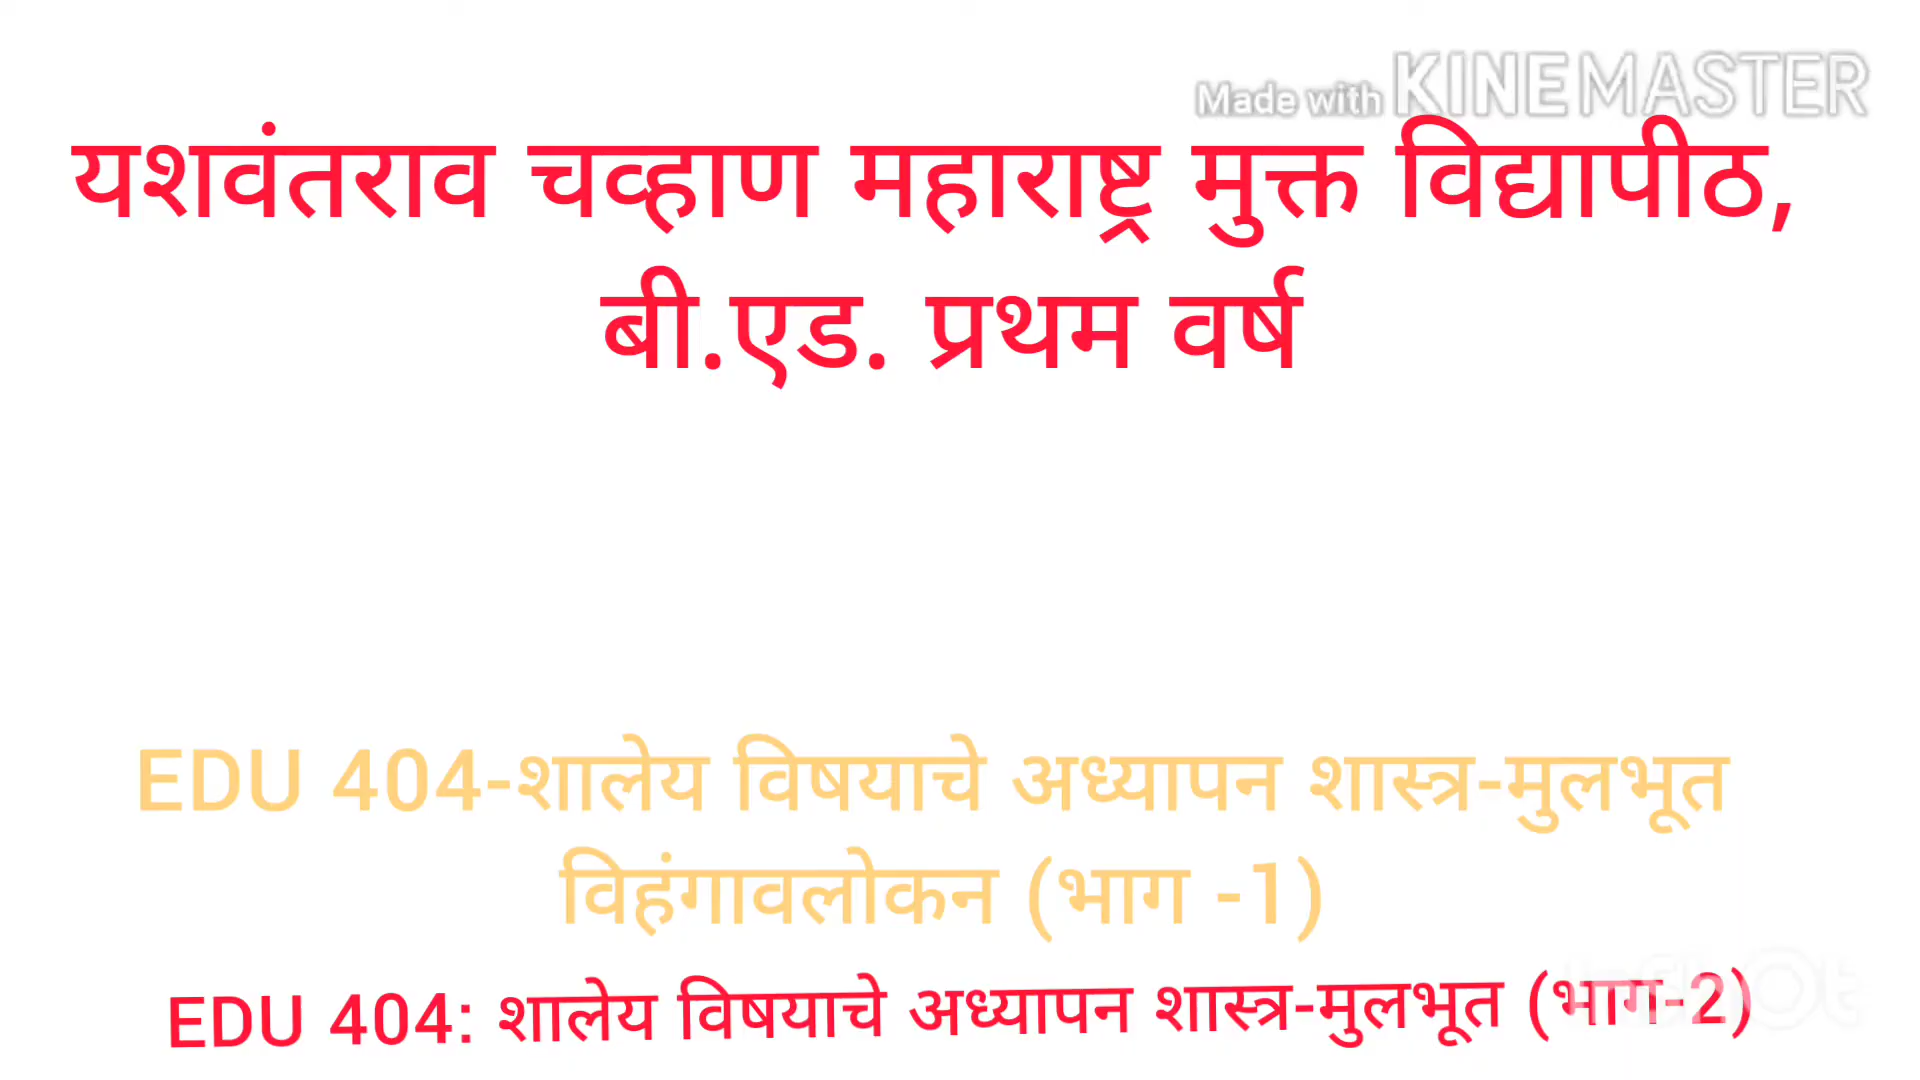 Made with KINEMASTER
यशवंतराव चव्हाण महाराष्ट्र मुक्त विद्यापीठ,
बी.एड. प्रथम वर्ष
EDU 404-शालेय विषयाचे अध्यापन शास्त्र-मुलभूत
विहंगावलोकन (भाग -1)
EDU 404: शालेय विषयाचे अध्यापन शास्त्र-मुलभूत (भाग-2)